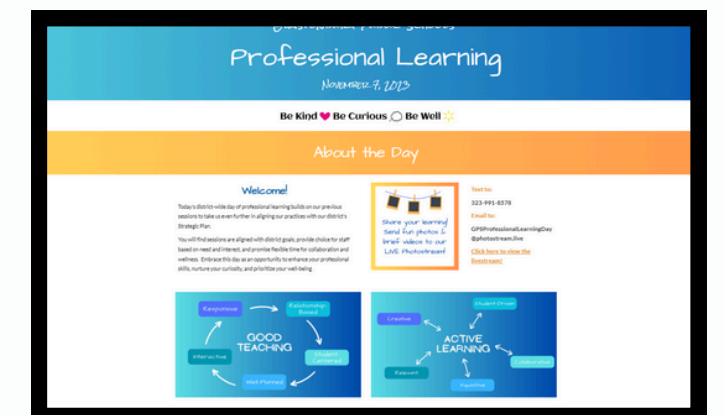 Professional Learning
November 7, 2023
Be Kind Be Curious Be Well
About the Day
Welcome!
Today's district-wide day of professional learning builds on our previous
sessions to take us even further in aligning our practices with our district's
Strategic Plan.
You will find sessions are aligned with district goals, provide choice for staff
based on need and interest, and promise flexible time for collaboration and
wellness. Embrace this day as an opportunity to enhance your professional
skills, nurture your curiosity, and prioritize your well-being.
Share your learning!
Send fun photos &
brief videos to our
LIVE Photostream!
Text to:
323-991-8378
Email to:
GPSProfessionalLearningDay
@photostream.live
Click here to view the
livestream!
Responsive
Relationship-
Based
GOOD
TEACHING
Interactive
Student
Centered
Well-Planned
Student-Driven
Creative
ACTIVE
LEARNING
Collaborative
Relevant
Equitable